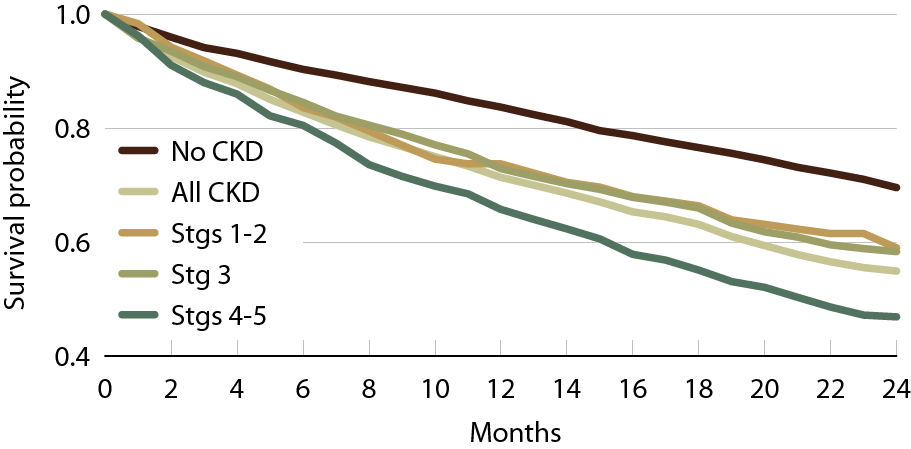 1.0
0.8
0.6
0.4
Survival probability
No CKD
All CKD
Stgs 1-2
Stg 3
Stgs 4-5
0 2 4 6 8 10 12 14 16 18 20 22 24
Months